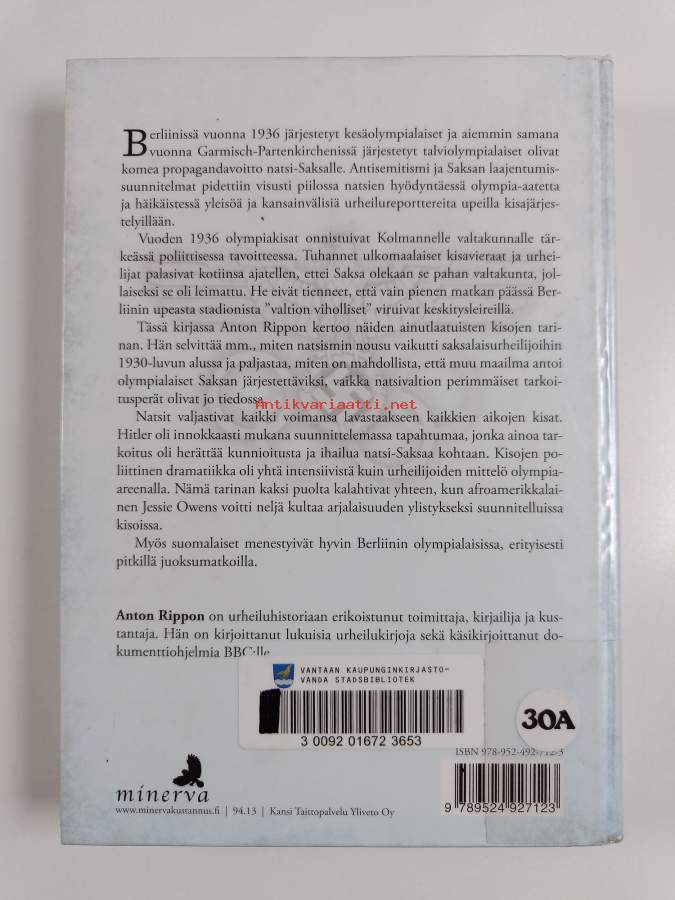 Berliinissä vuonna 1936 järjestetyt kesäolympialaiset ja aiemmin samana
vuonna Garmisch-Partenkirchenissä järjestetyt talviolympialaiset olivat
komea propagandavoitto natsi-Saksalle. Antisemitismi ja Saksan laajentumis-
suunnitelmat pidettiin visusti piilossa natsien hyödyntäessä olympia-aatetta
ja häikäistessä yleisöä ja kansainvälisiä urheilureporttereita upeilla kisajärjes-
telyillään.
Vuoden 1936 olympiakisat onnistuivat Kolmannelle valtakunnalle tär-
keässä poliittisessa tavoitteessa. Tuhannet ulkomaalaiset kisavieraat ja urhei-
lijat palasivat kotiinsa ajatellen, ettei Saksa olekaan se pahan valtakunta, jol-
laiseksi se oli leimattu. He eivät tienneet, että vain pienen matkan päässä Ber-
liinin upeasta stadionista ”valtion viholliset” viruivat keskitysleireillä.
Tässä kirjassa Anton Rippon kertoo näiden ainutlaatuisten kisojen tari-
nan. Hän selvittää mm., miten natsismin nousu vaikutti saksalaisurheilijoihin
1930-luvun alussa ja paljastaa, miten on mahdollista, että muu maailma antoi
olympialaiset Saksan järjestettäviksi, vaikka natsivaltion perimmäiset tarkoi-
tusperät olivat jo tiedossa.
Antikvariaatti.net
Natsit valjastivat kaikki voimansa lavastaakseen kaikkien aikojen kisat.
Hitler oli innokkaasti mukana suunnittelemassa tapahtumaa, jonka ainoa tar-
koitus oli herättää kunnioitusta ja ihailua natsi-Saksaa kohtaan. Kisojen po-
liittinen dramatiikka oli yhtä intensiivistä kuin urheilijoiden mittelö olympia-
areenalla. Nämä tarinan kaksi puolta kalahtivat yhteen, kun afroamerikkalai-
nen Jessie Owens voitti neljä kultaa arjalaisuuden ylistykseksi suunnitelluissa
kisoissa.
Myös suomalaiset menestyivät hyvin Berliinin olympialaisissa, erityisesti
pitkillä juoksumatkoilla.
Anton Rippon on urheiluhistoriaan erikoistunut toimittaja, kirjailija ja kus-
tantaja. Hän on kirjoittanut lukuisia urheilukirjoja sekä käsikirjoittanut do-
kumenttiohjelmia BBC:lle.
VANTAAN KAUPUNGINKIRJASTO-
VANDA STADSBIBLIOTEK
3 0092 01672 3653
30A
ISBN 978-952-492-712-3
9 789524 927123
minerva
www.minervakustannus.fi | 94.13 | Kansi Taittopalvelu Yliveto Oy